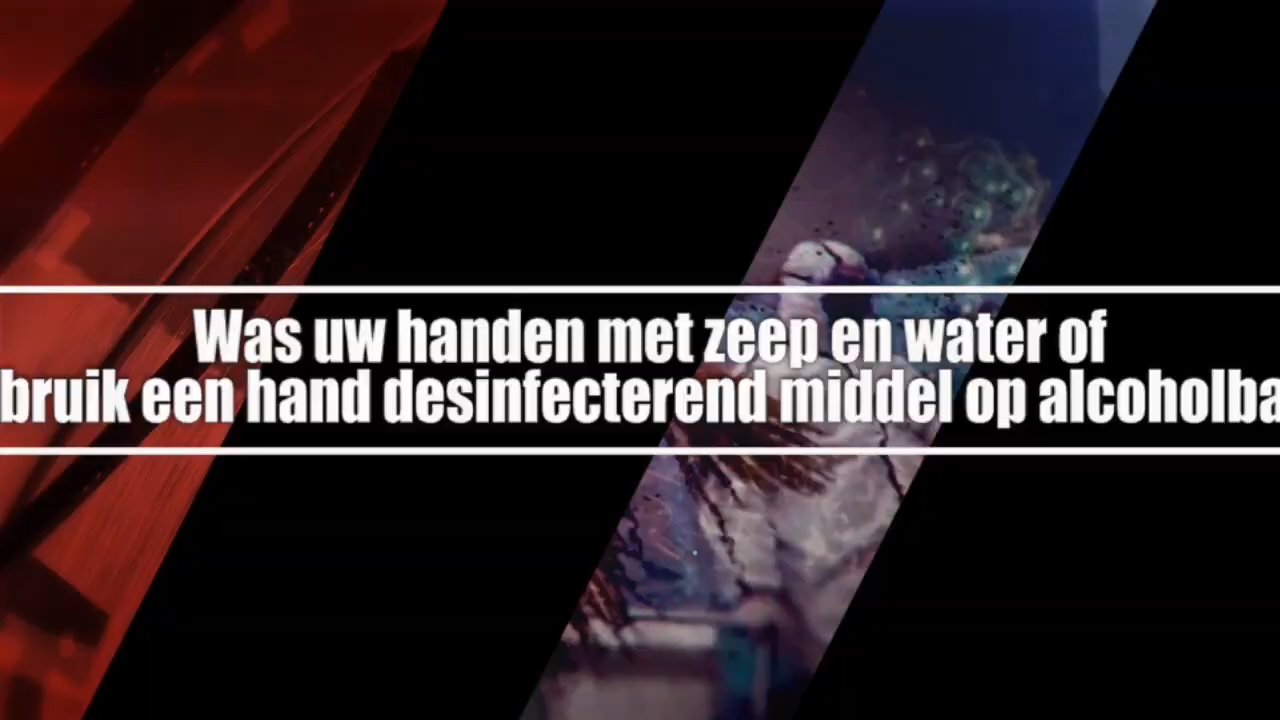 Was uw handen met zeep en water of
bruik een hand desinfecterend middel op alcoholba